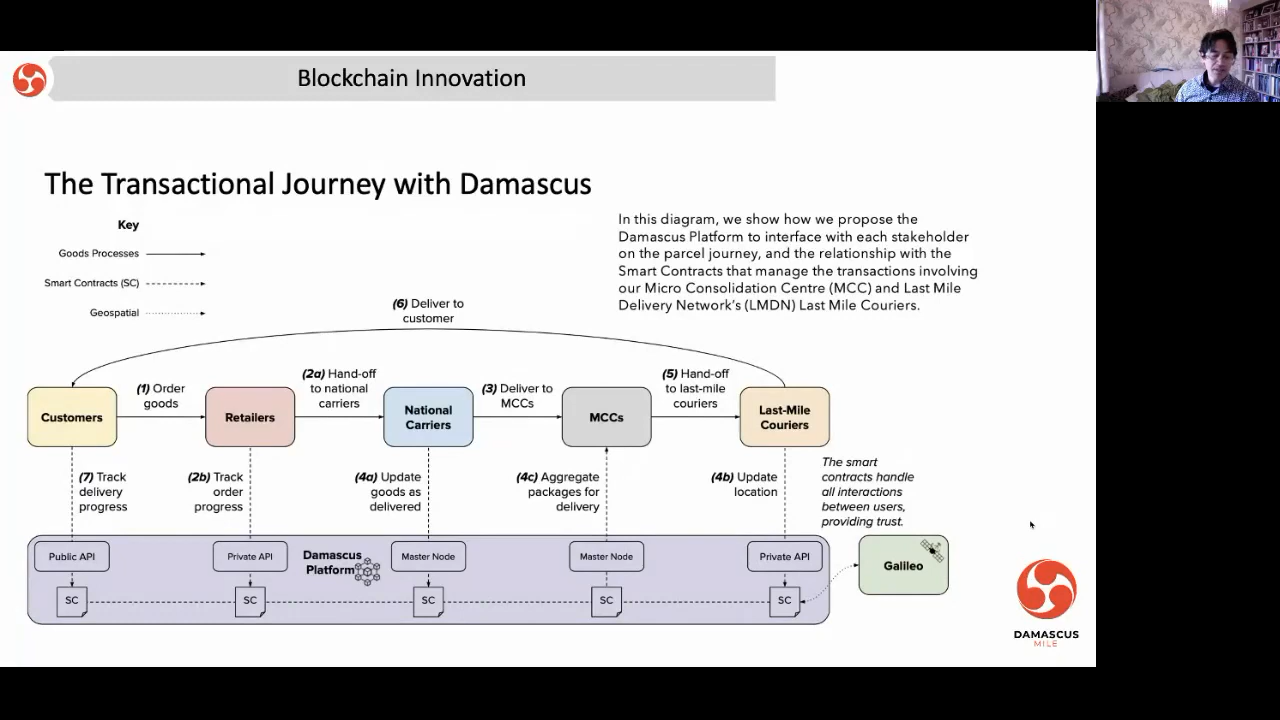 Blockchain Innovation
The Transactional Journey with Damascus
Key
Goods Processes
Smart Contracts (SC)
Geospatial
In this diagram, we show how we propose the
Damascus Platform to interface with each stakeholder
on the parcel journey, and the relationship with the
Smart Contracts that manage the transactions involving
our Micro Consolidation Centre (MCC) and Last Mile
Delivery Network's (LMDN) Last Mile Couriers.
(6) Deliver to
customer
(1) Order
goods
(2a) Hand-off
to national
carriers
(3) Deliver to
MCCs
(5) Hand-off
to last-mile
couriers
Customers
Retailers
National
Carriers
MCCs
Last-Mile
Couriers
(7) Track
delivery
progress
(2b) Track
order
progress
(4a) Update
goods as
delivered
(4c) Aggregate
packages for
delivery
(4b) Update
location
The smart
contracts handle
all interactions
between users,
providing trust.
Public API
Private API
Damascus
Platform
Master Node
Master Node
Private API
Galileo
SC
SC
SC
SC
SC
DAMASCUS
MILE